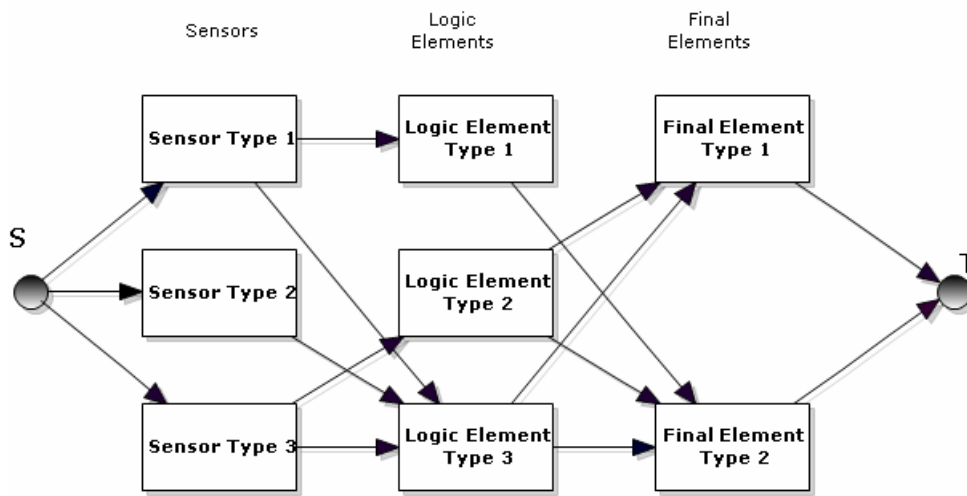 Sensors
Logic
Elements
Final
Elements
Sensor Type 1
Logic Element
Type 1
Final Element
Type 1
S
Sensor Type 2
Logic Element
Type 2
T
Sensor Type 3
Logic Element
Type 3
Final Element
Type 2